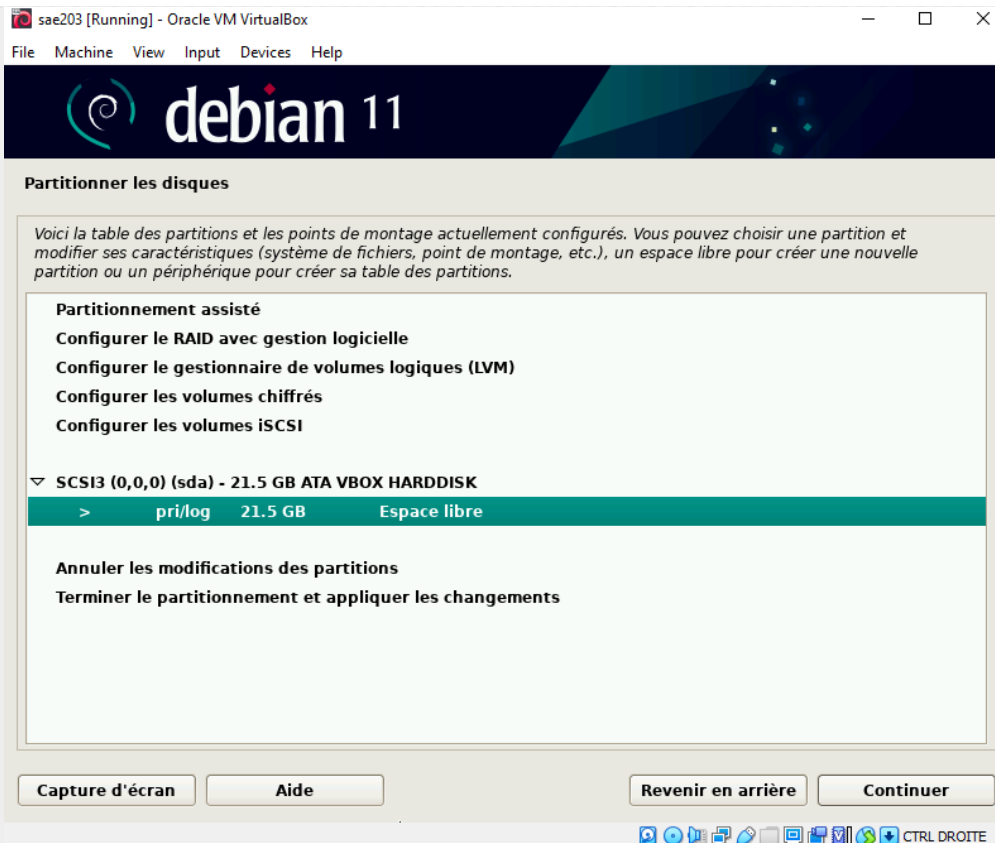 sae203 [Running] - Oracle VM VirtualBox
File Machine View Input Devices Help
debian 11
Partitionner les disques
Voici la table des partitions et les points de montage actuellement configurés. Vous pouvez choisir une partition et
modifier ses caractéristiques (système de fichiers, point de montage, etc.), un espace libre pour créer une nouvelle
partition ou un périphérique pour créer sa table des partitions.
Partitionnement assisté
Configurer le RAID avec gestion logicielle
Configurer le gestionnaire de volumes logiques (LVM)
Configurer les volumes chiffrés
Configurer les volumes iSCSI
SCSI3 (0,0,0) (sda) - 21.5 GB ATA VBOX HARDDISK
> pri/log 21.5 GB Espace libre
Annuler les modifications des partitions
Terminer le partitionnement et appliquer les changements
Capture d'écran Aide Revenir en arrière Continuer
CTRL DROITE